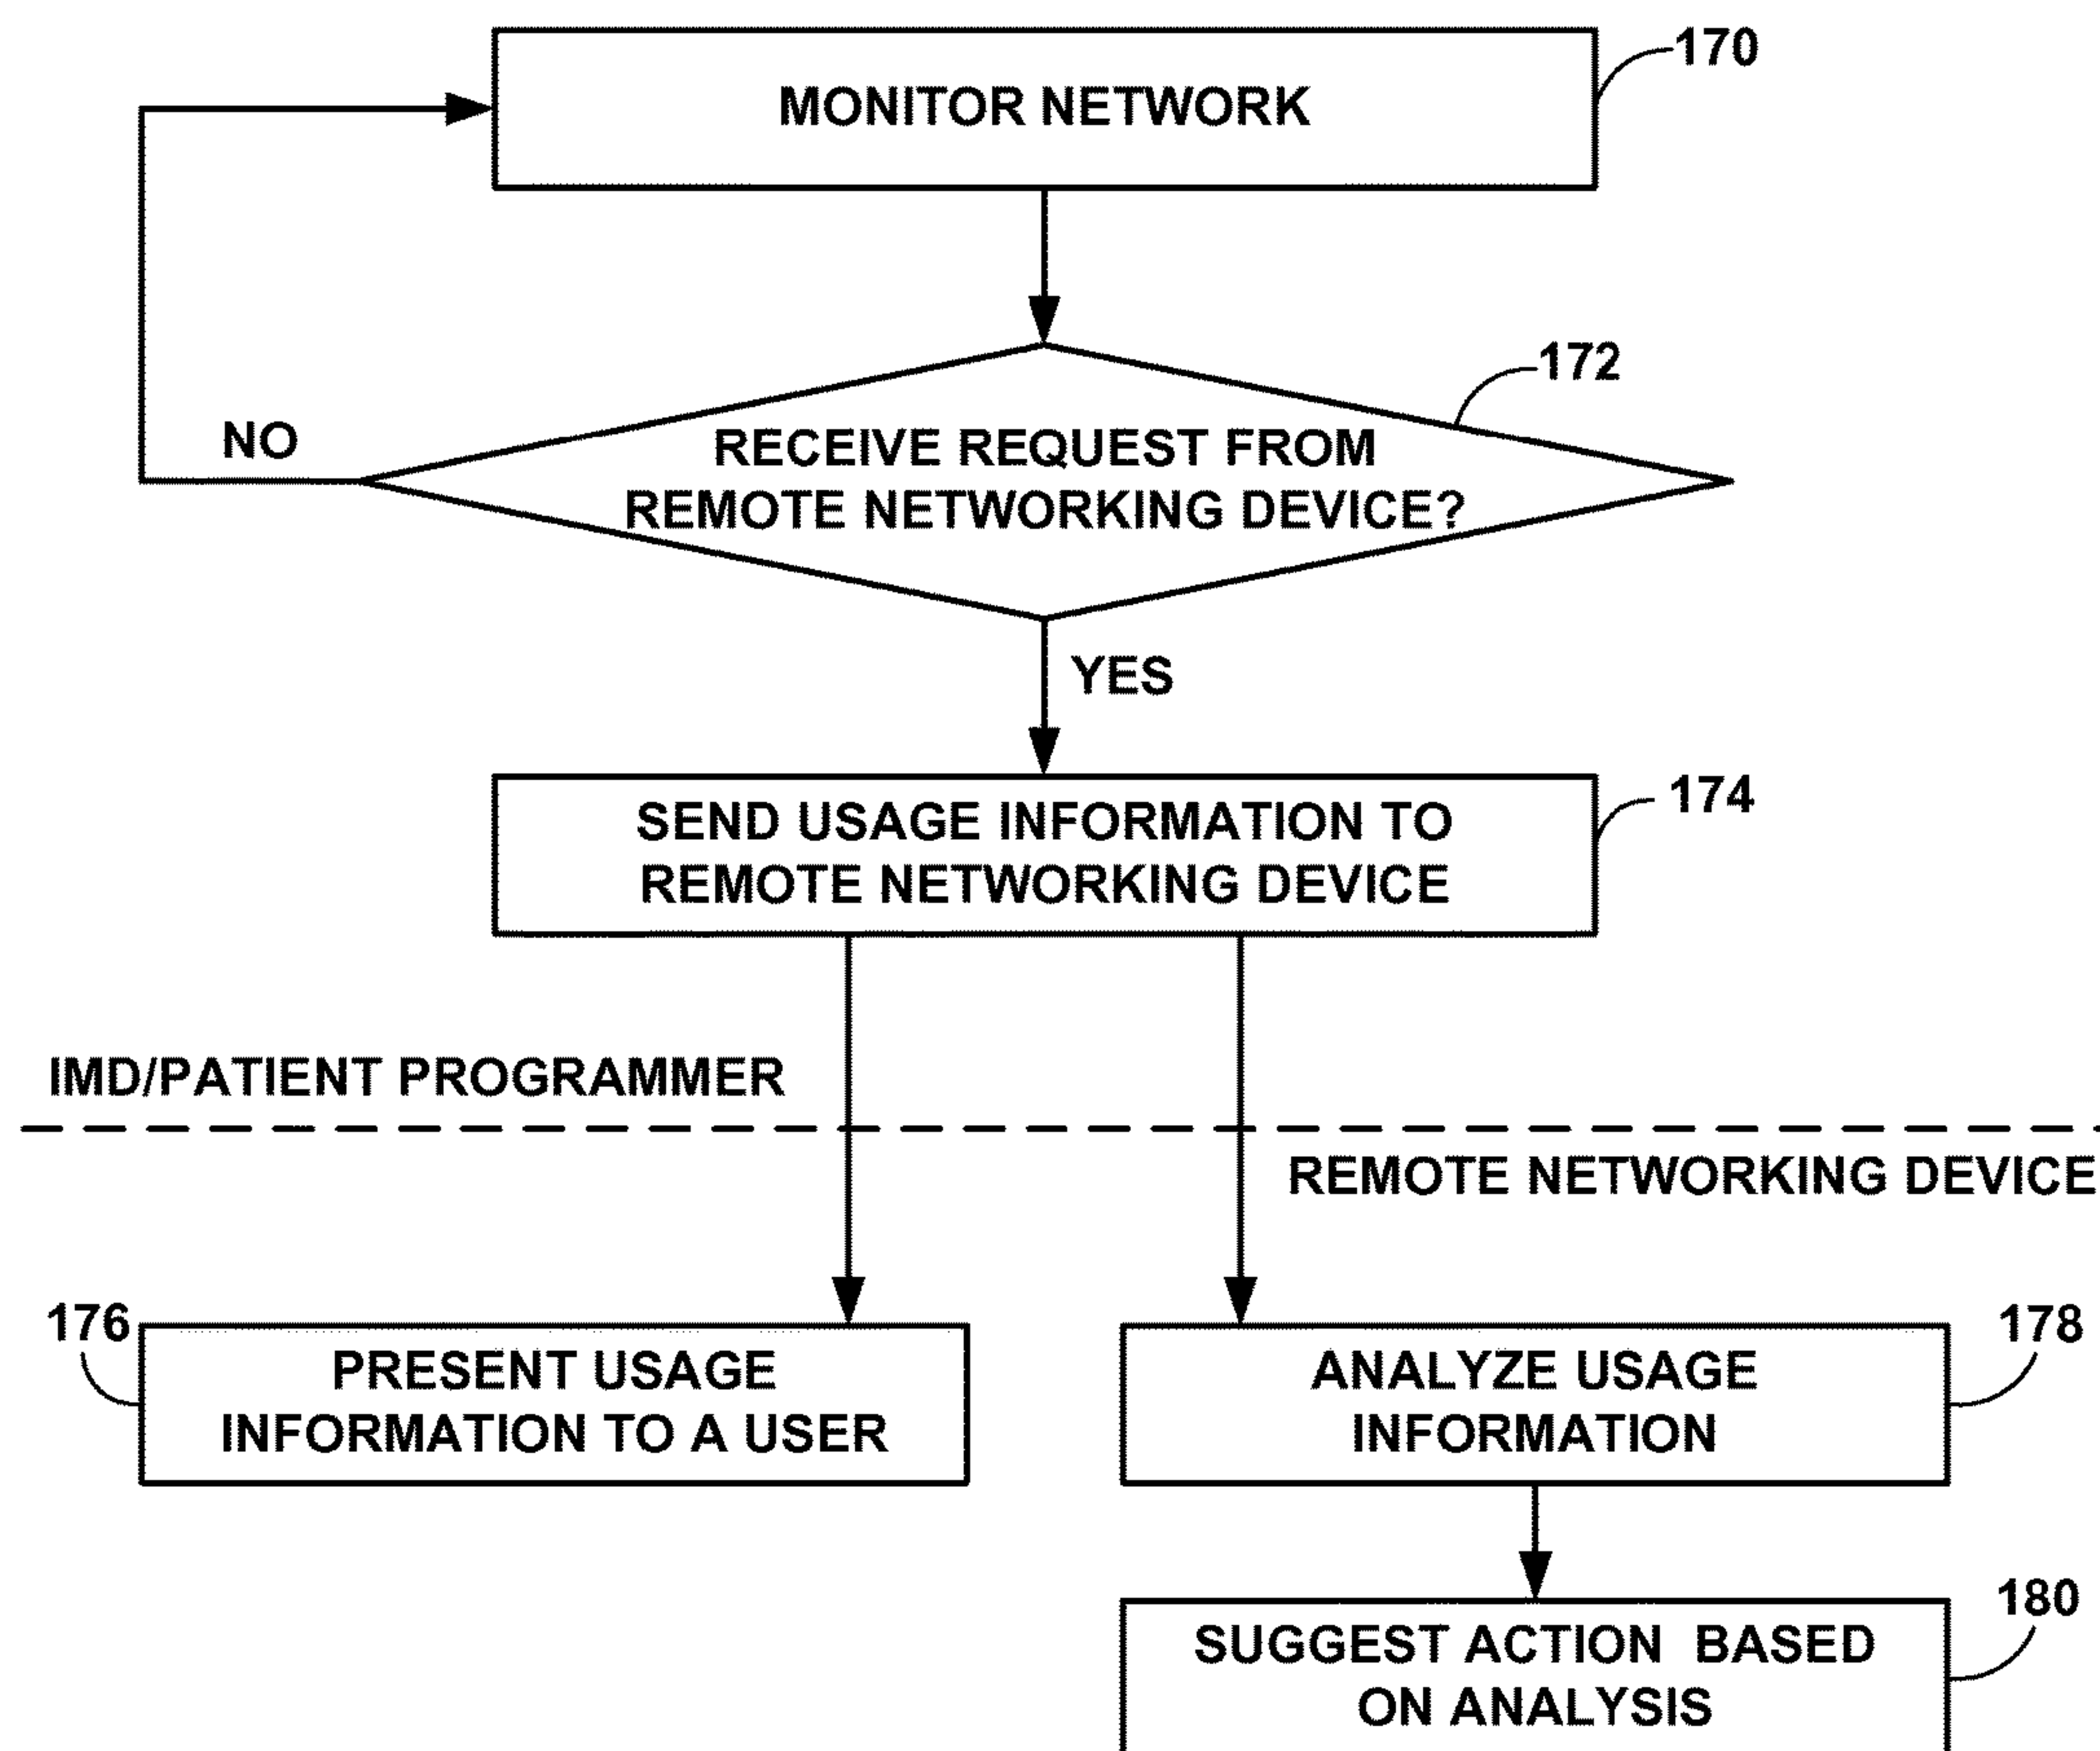 170
MONITOR NETWORK
172
NO
RECEIVE REQUEST FROM
REMOTE NETWORKING DEVICE?
YES
174
SEND USAGE INFORMATION TO
REMOTE NETWORKING DEVICE
IMD/PATIENT PROGRAMMER
REMOTE NETWORKING DEVICE
176
PRESENT USAGE
INFORMATION TO A USER
178
ANALYZE USAGE
INFORMATION
180
SUGGEST ACTION BASED
ON ANALYSIS